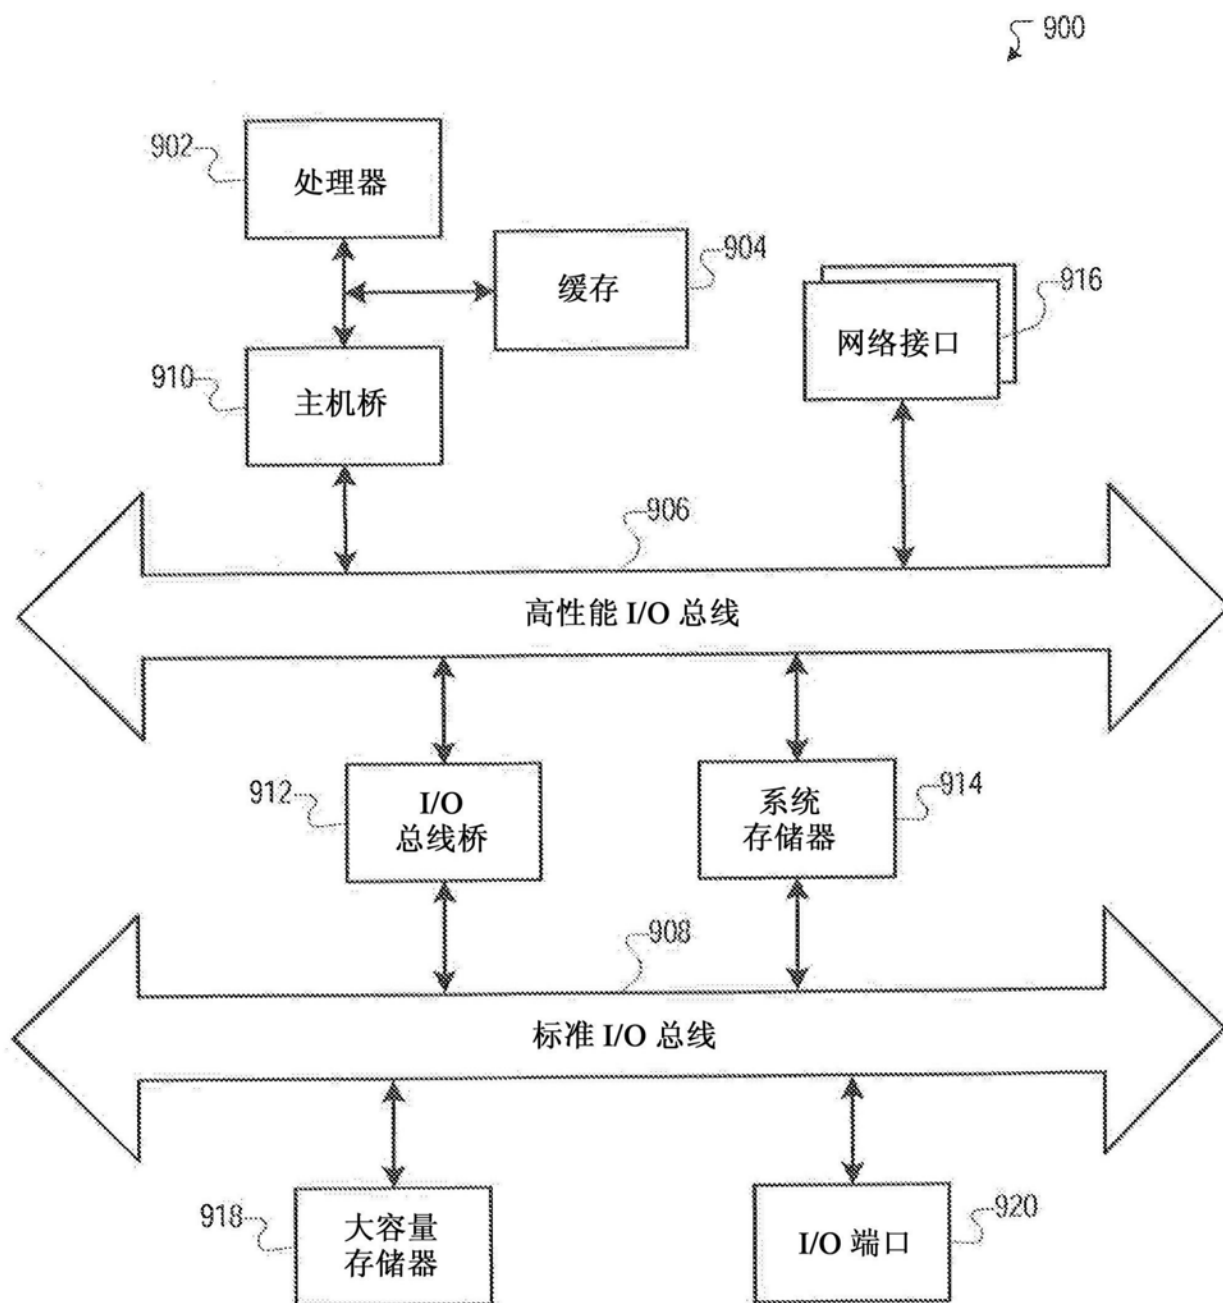 900
902
处理器
904
缓存
916
网络接口
910
主机桥
906
高性能 I/O 总线
912
I/O
总线桥
系统
存储器
914
908
标准 I/O 总线
918
大容量
存储器
I/O 端口
920